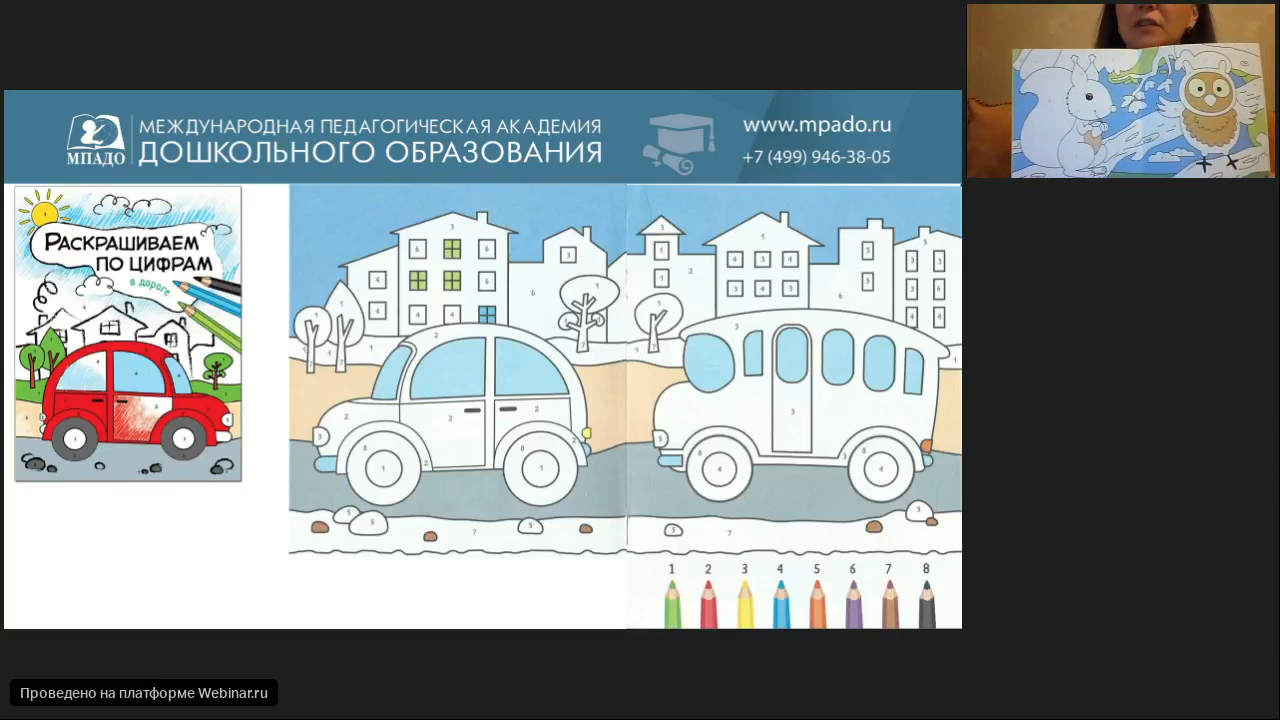 МПАДО
МЕЖДУНАРОДНАЯ ПЕДАГОГИЧЕСКАЯ АКАДЕМИЯ
ДОШКОЛЬНОГО ОБРАЗОВАНИЯ
www.mpado.ru
+7 (499) 946-38-05
РАСКРАШИВАЕМ
ПО ЦИФРАМ
в дороге
1 2 3 4 5 6 7 8
Проведено на платформе Webinar.ru